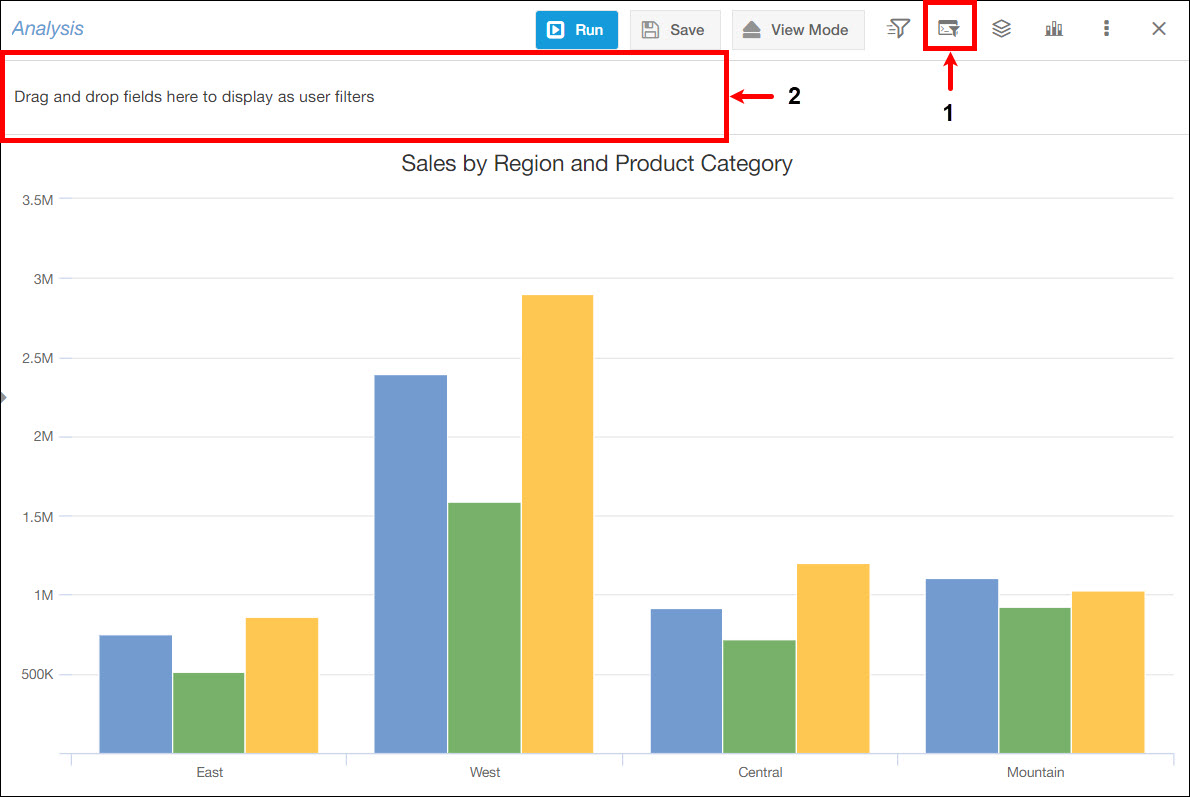 Analysis
Run
Save
View Mode
1
Drag and drop fields here to display as user filters
2
Sales by Region and Product Category
3.5M
3M
2.5M
2M
1.5M
1M
500K
East
West
Central
Mountain